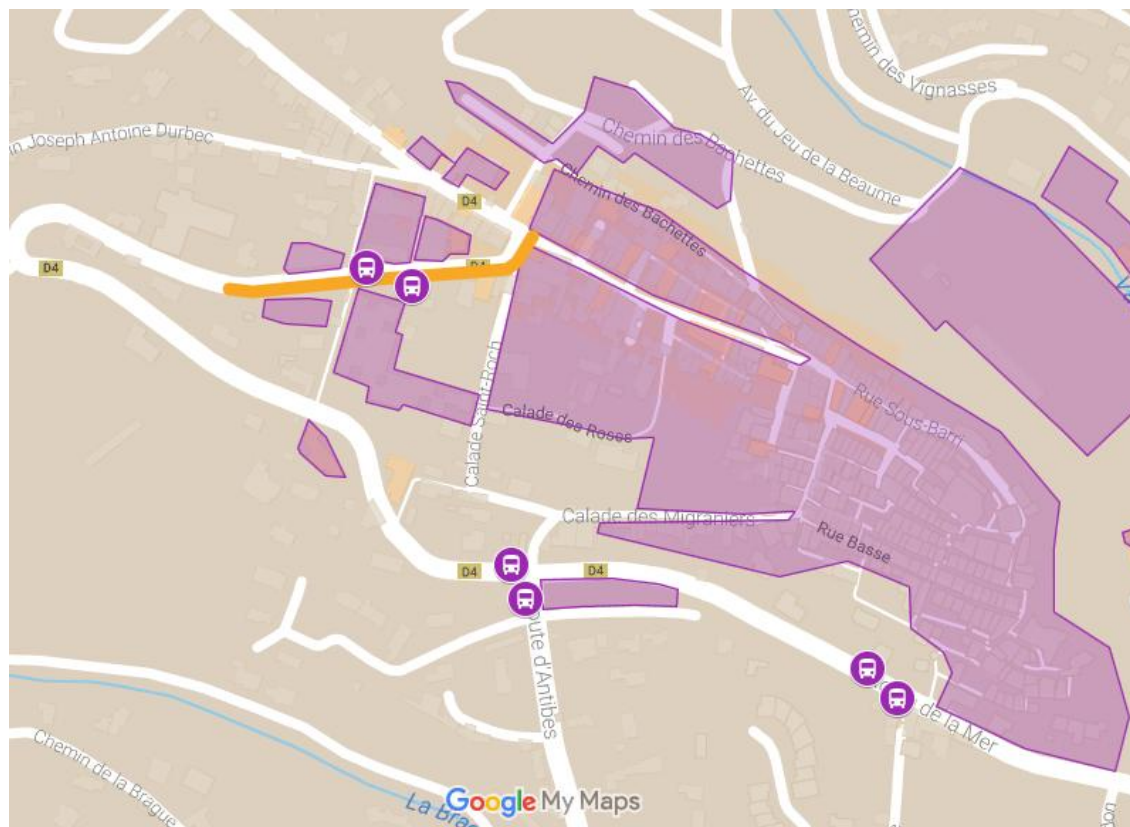 Chemin des Vignasses
Av. du Jeu de la Beaume
Chemin des Bachettes
in Joseph Antoine Durbec
Chemin des Bachettes
D4
D4
D4
Calade Saint-Roch
Calade des Roses
Rue Sous-Barri
Calade des Migraniers
Rue Basse
D4
D4
oute d'Antibes
de la Mer
Chemin de la Brague
La Brag
Google My Maps